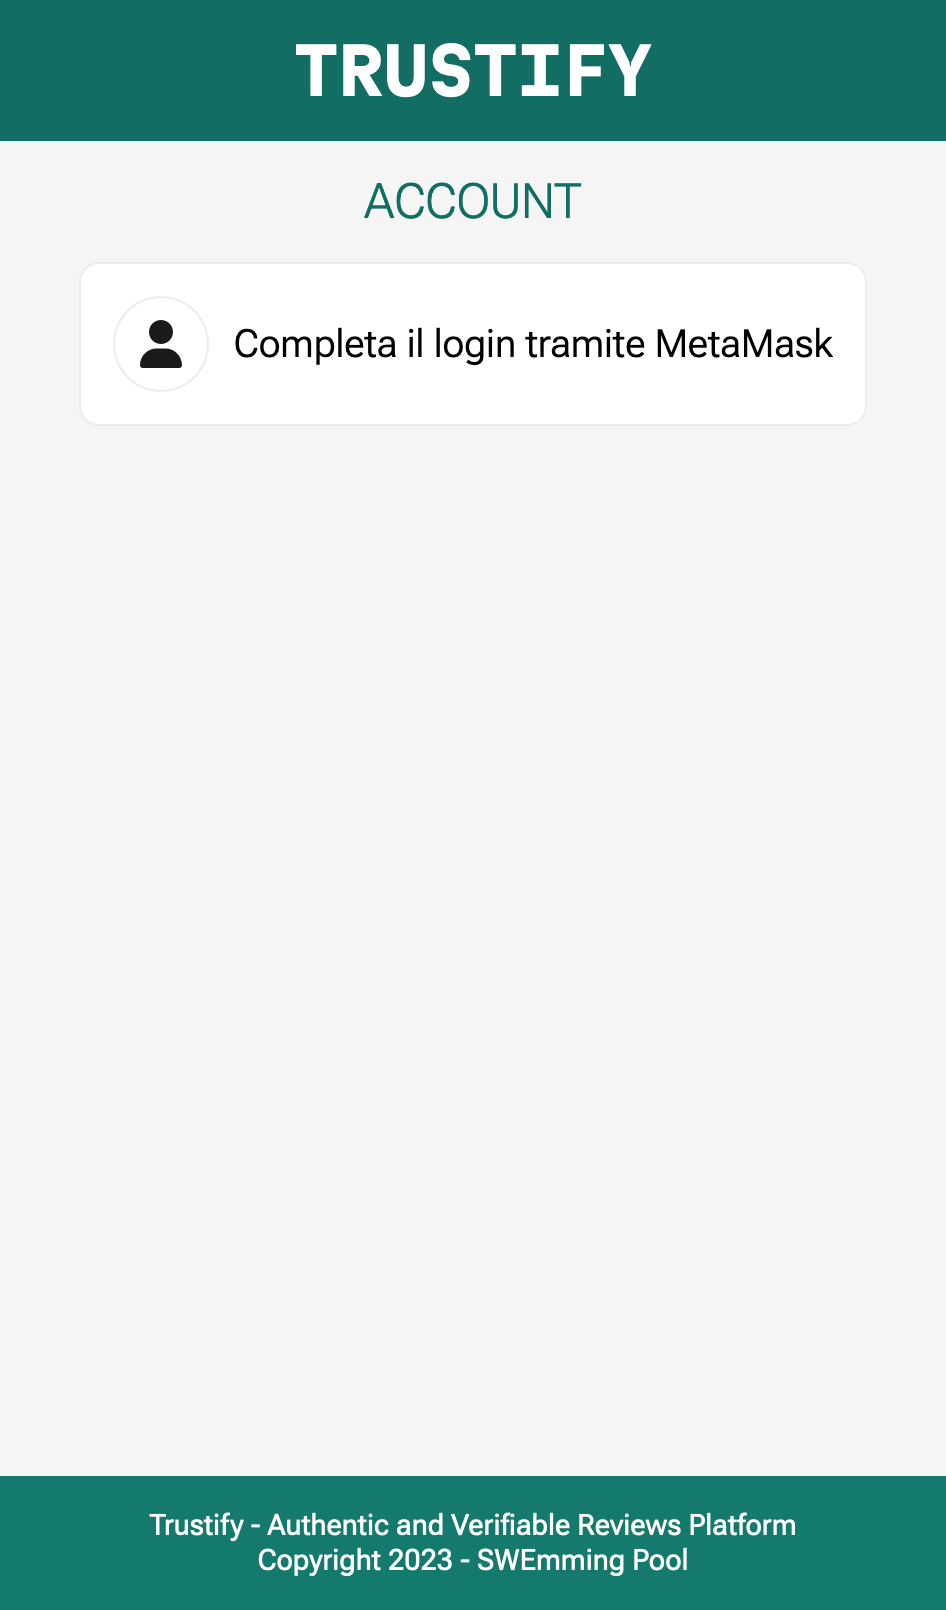 TRUSTIFY
ACCOUNT
Completa il login tramite MetaMask
Trustify - Authentic and Verifiable Reviews Platform
Copyright 2023 - SWEmming Pool